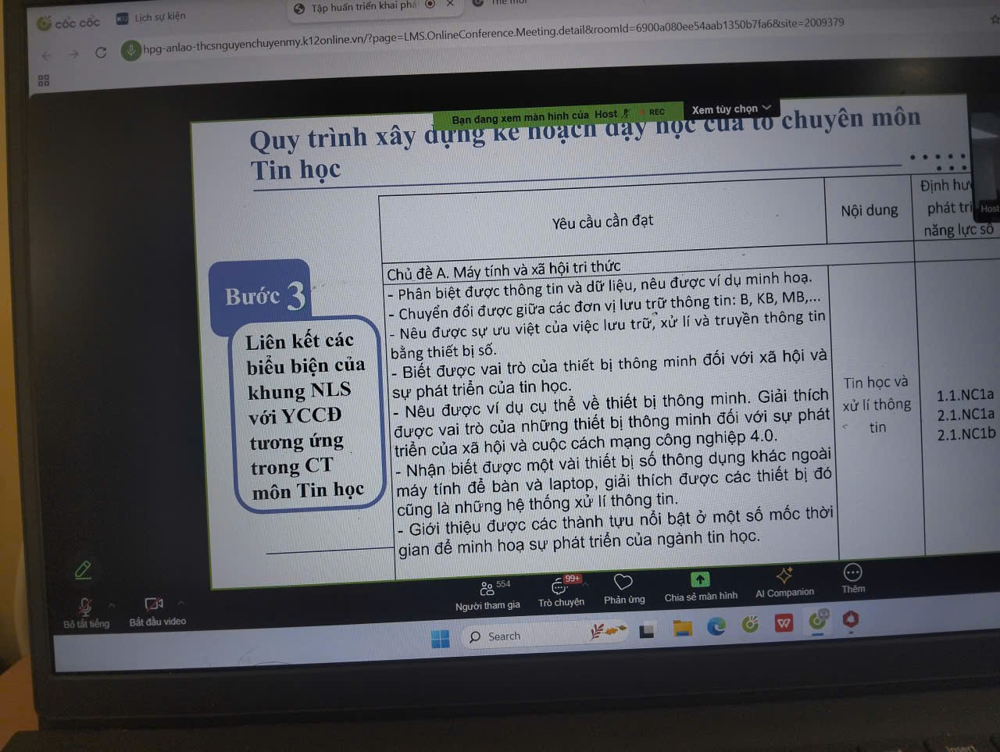 cốc cốc
Lịch sự kiện
Tập huấn triển khai phá
hpg-anlao-thcsnguyenchuyenmy.k12online.vn/?page=LMS.OnlineConference.Meeting.detail&roomId=6900a080ee54aab1350b7fa6&site=2009379
Bạn đang xem màn hình của Host
REC
Xem tùy chọn
Quy trình xây dựng kế hoạch dạy học của tổ chuyên môn
Tin học
Bước 3
Liên kết các
biểu biện của
khung NLS
với YCCĐ
tương ứng
trong CT
môn Tin học
Yêu cầu cần đạt
Nội dung
Định hư
phát tri
năng lực số
Host
Chủ đề A. Máy tính và xã hội tri thức
- Phân biệt được thông tin và dữ liệu, nêu được ví dụ minh hoạ.
- Chuyển đổi được giữa các đơn vị lưu trữ thông tin: B, KB, MB,...
- Nêu được sự ưu việt của việc lưu trữ, xử lí và truyền thông tin
bằng thiết bị số.
- Biết được vai trò của thiết bị thông minh đối với xã hội và
sự phát triển của tin học.
- Nêu được ví dụ cụ thể về thiết bị thông minh. Giải thích
được vai trò của những thiết bị thông minh đối với sự phát
triển của xã hội và cuộc cách mạng công nghiệp 4.0.
- Nhận biết được một vài thiết bị số thông dụng khác ngoài
máy tính để bàn và laptop, giải thích được các thiết bị đó
cũng là những hệ thống xử lí thông tin.
- Giới thiệu được các thành tựu nổi bật ở một số mốc thời
gian để minh hoạ sự phát triển của ngành tin học.
Tin học và
xử lí thông
tin
1.1.NC1a
2.1.NC1a
2.1.NC1b
Bỏ tắt tiếng
Bắt đầu video
554
Người tham gia
99+
Trò chuyện
Phản ứng
Chia sẻ màn hình
AI Companion
Thêm
Search
Insert